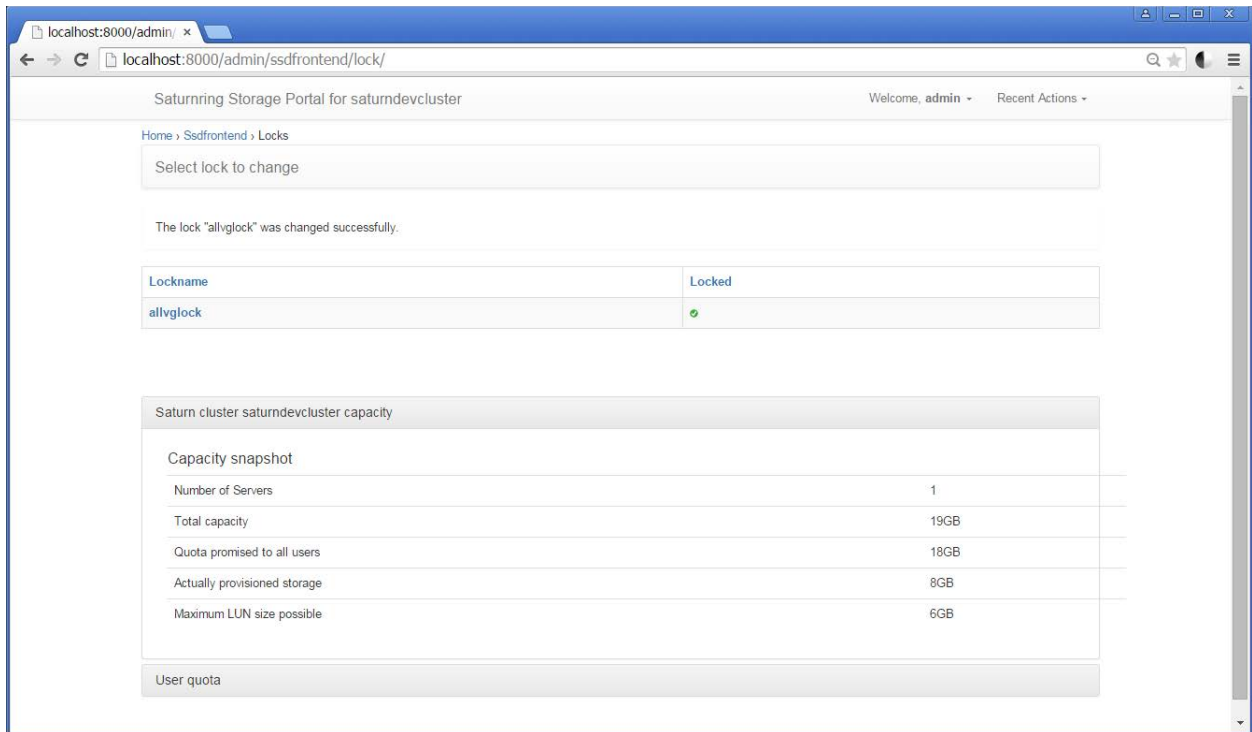 localhost:8000/admin/
localhost:8000/admin/ssdfrontend/lock/
Saturnring Storage Portal for saturndevcluster Welcome, admin Recent Actions
Home › Ssdfrontend › Locks
Select lock to change
The lock "allvglock" was changed successfully.
Lockname Locked
allvglock
Saturn cluster saturndevcluster capacity
Capacity snapshot
Number of Servers 1
Total capacity 19GB
Quota promised to all users 18GB
Actually provisioned storage 8GB
Maximum LUN size possible 6GB
User quota